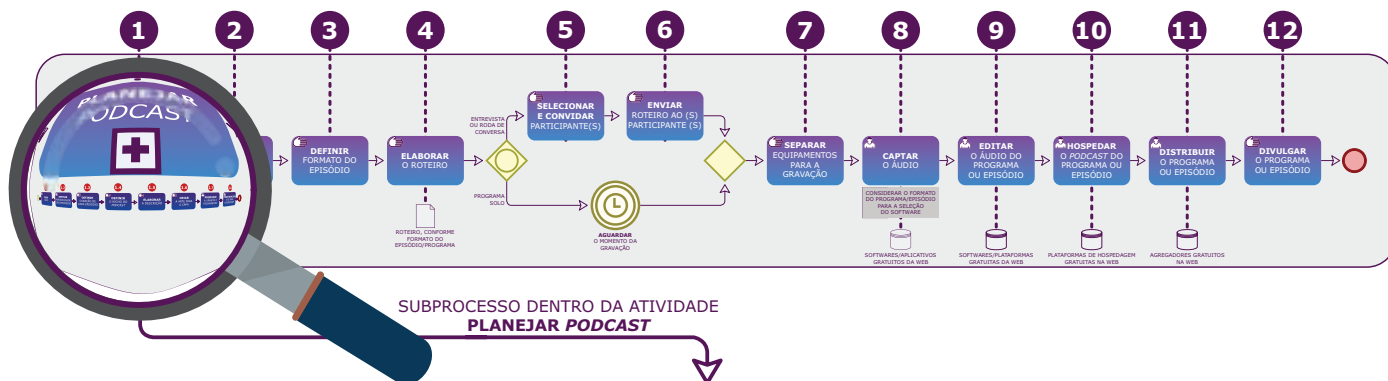 1
2
3
4
5
6
7
8
9
10
11
12
PLANEJAR
PODCAST
DEFINIR
FORMATO DO
EPISÓDIO
ELABORAR
O ROTEIRO
ROTEIRO, CONFORME
FORMATO DO
EPISÓDIO/PROGRAMA
ENTREVISTA
OU RODA DE
CONVERSA
PROGRAMA
SOLO
SELECIONAR
E CONVIDAR
PARTICIPANTE(S)
ENVIAR
ROTEIRO AO (S)
PARTICIPANTE (S)
AGUARDAR
O MOMENTO DA
GRAVAÇÃO
SEPARAR
EQUIPAMENTOS
PARA A
GRAVAÇÃO
CAPTAR
O ÁUDIO
CONSIDERAR O FORMATO
DO PROGRAMA/EPISÓDIO
PARA A SELEÇÃO
DO SOFTWARE
SOFTWARES/APLICATIVOS
GRATUITOS DA WEB
EDITAR
O ÁUDIO DO
PROGRAMA
OU EPISÓDIO
SOFTWARES/PLATAFORMAS
GRATUITAS DA WEB
HOSPEDAR
O PODCAST DO
PROGRAMA OU
EPISÓDIO
PLATAFORMAS DE HOSPEDAGEM
GRATUITAS NA WEB
DISTRIBUIR
O PROGRAMA
OU EPISÓDIO
AGREGADORES GRATUITOS
NA WEB
DIVULGAR
O PROGRAMA
OU EPISÓDIO
SUBPROCESSO DENTRO DA ATIVIDADE
PLANEJAR PODCAST